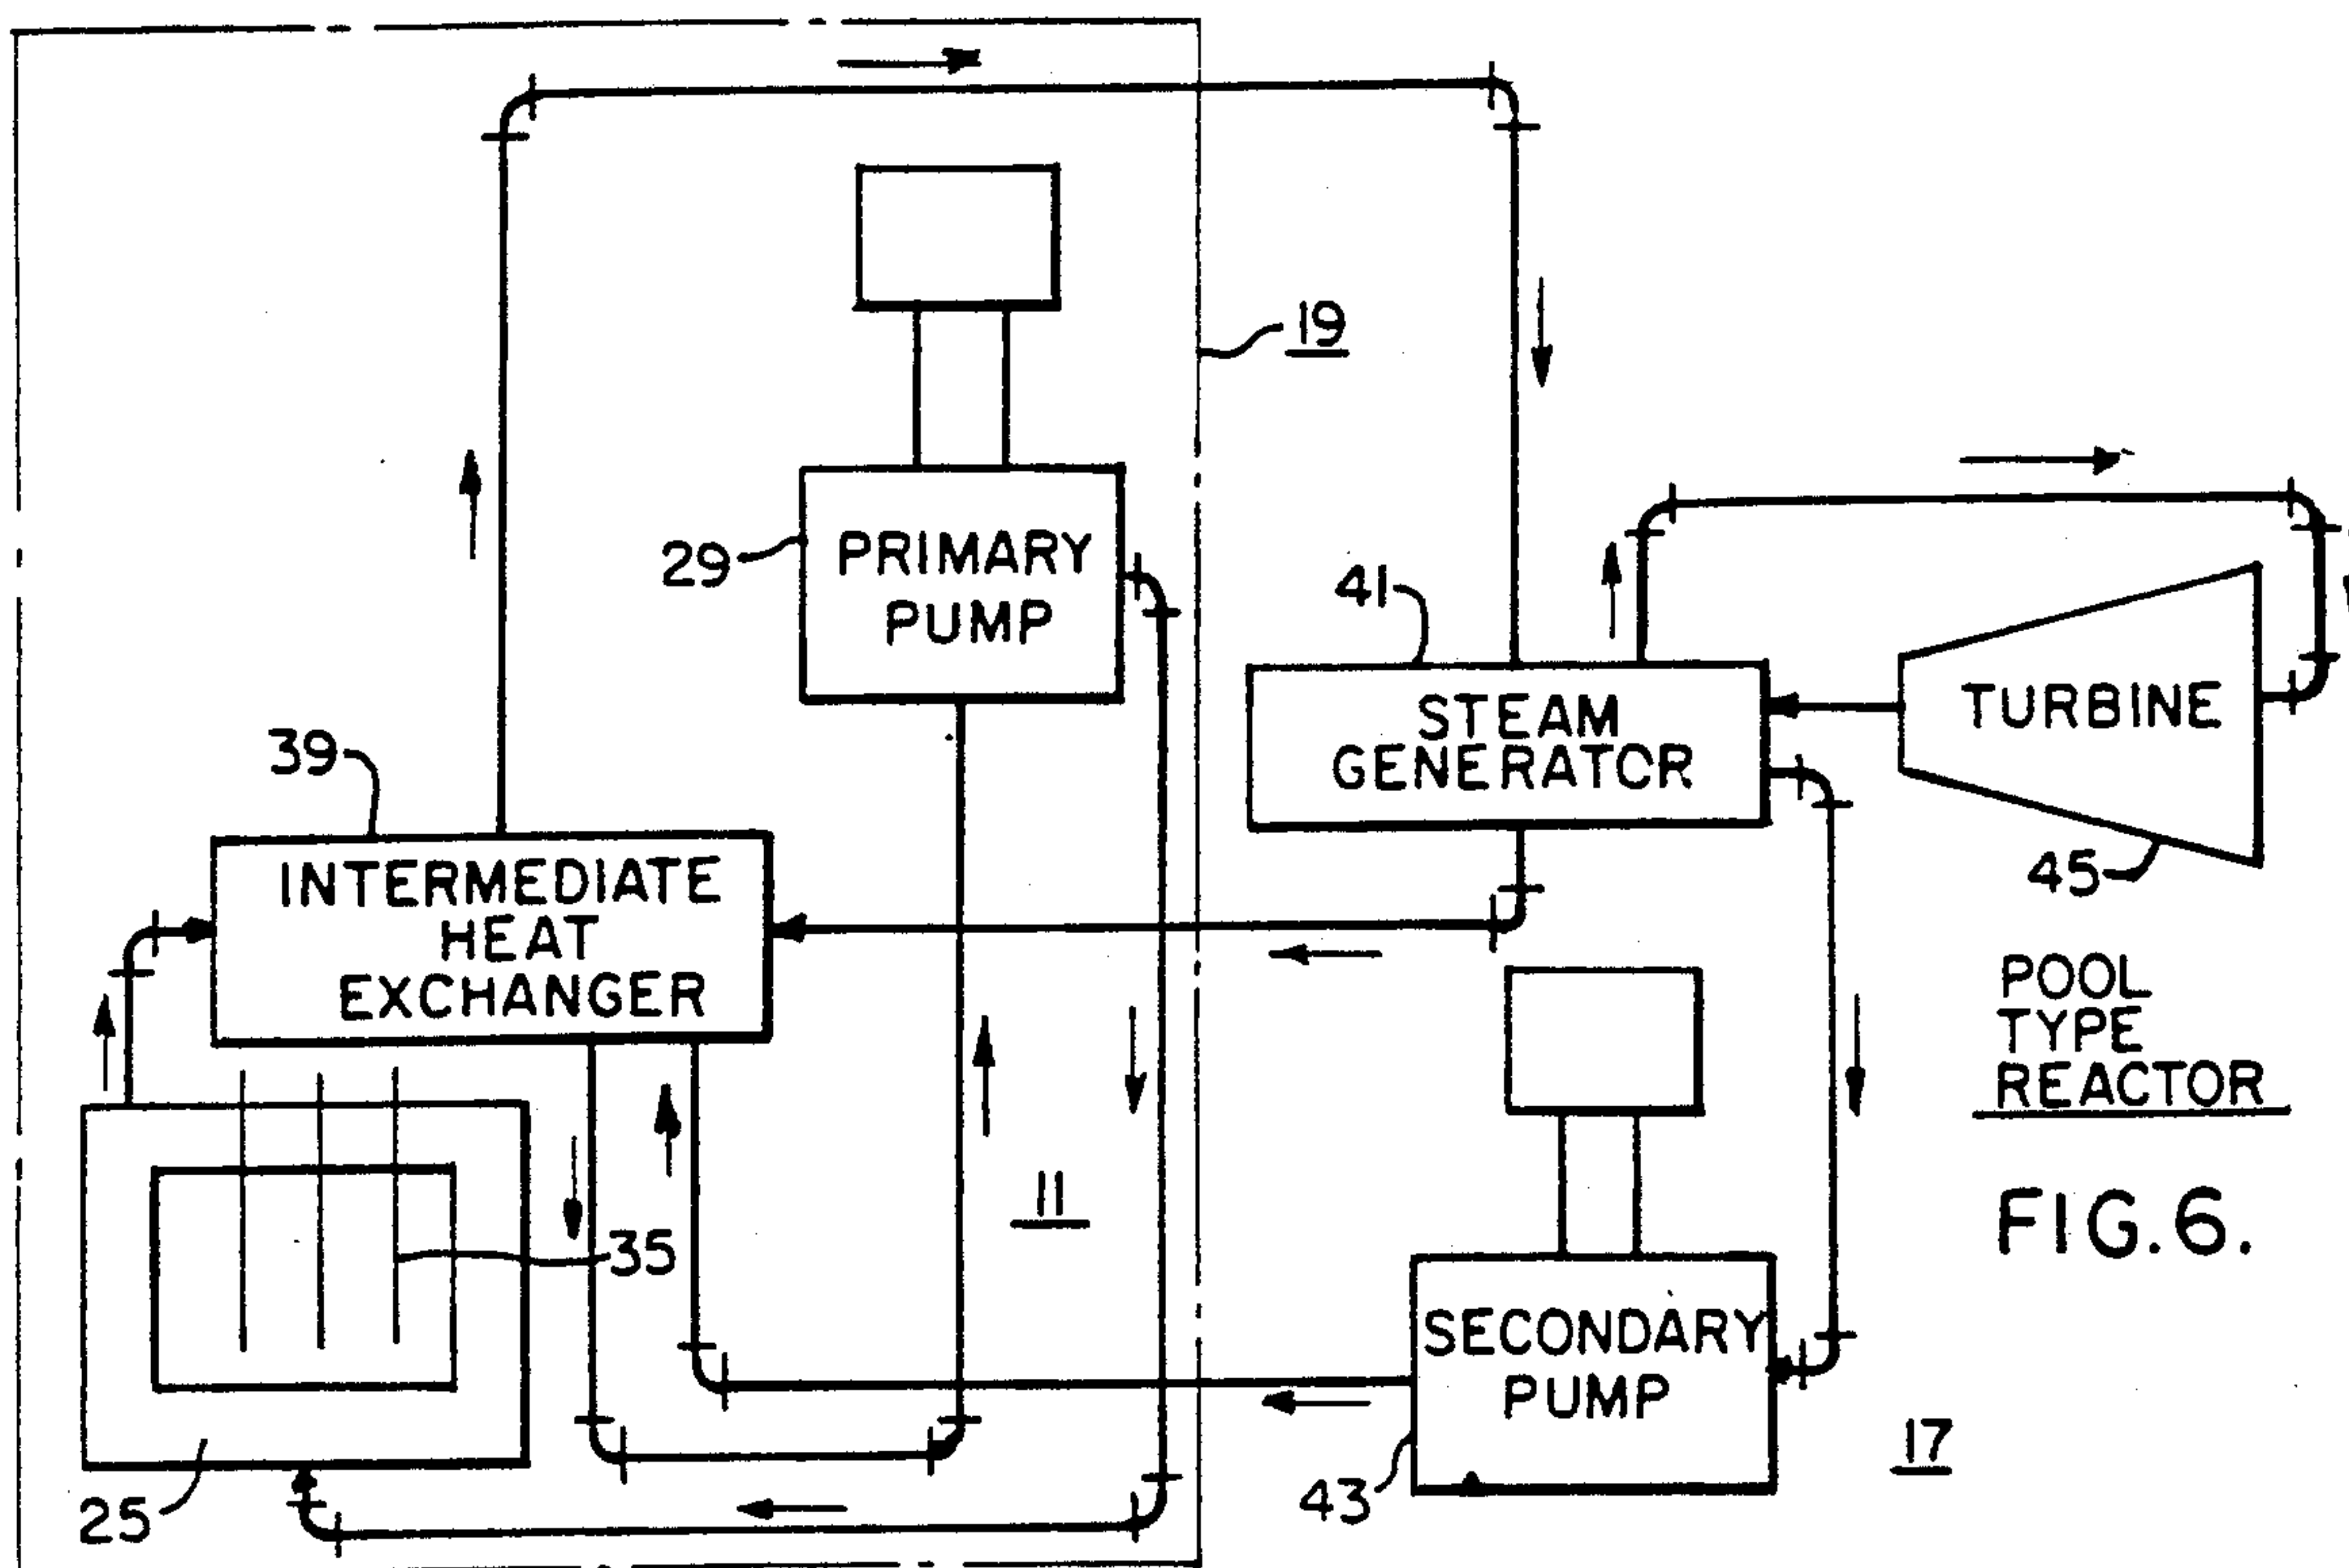 19
29
PRIMARY
PUMP
41
39
STEAM
GENERATOR
TURBINE
45
INTERMEDIATE
HEAT
EXCHANGER
POOL
TYPE
REACTOR
11
35
FIG.6.
SECONDARY
PUMP
43
17
25